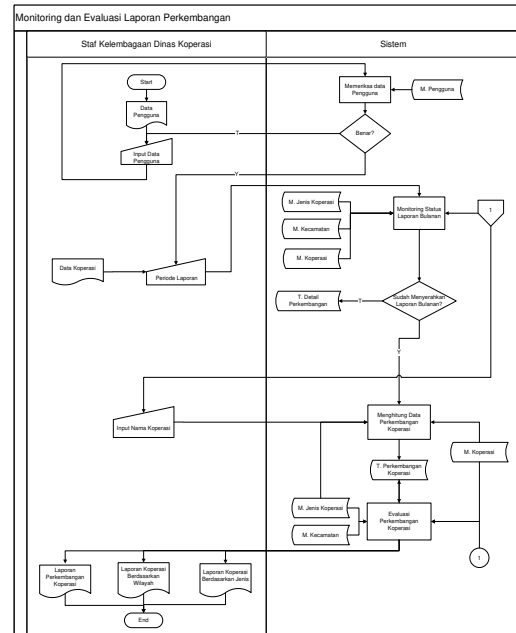 Monitoring dan Evaluasi Laporan Perkembangan
Staf Kelembagaan Dinas Koperasi
Sistem
Start
Memeriksa data
Pengguna
M. Pengguna
Data
Pengguna
T
Benar?
Input Data
Pengguna
Y
M. Jenis Koperasi
Monitoring Status
Laporan Bulanan
1
M. Kecamatan
M. Koperasi
Data Koperasi
Periode Laporan
T. Detail
Perkembangan
T
Sudah Menyerahkan
Laporan Bulanan?
Y
Input Nama Koperasi
Menghitung Data
Perkembangan
Koperasi
M. Koperasi
T. Perkembangan
Koperasi
M. Jenis Koperasi
Evaluasi
Perkembangan
Koperasi
M. Kecamatan
1
Laporan
Perkembangan
Koperasi
Laporan Koperasi
Berdasarkan
Wilayah
Laporan Koperasi
Berdasarkan Jenis
End